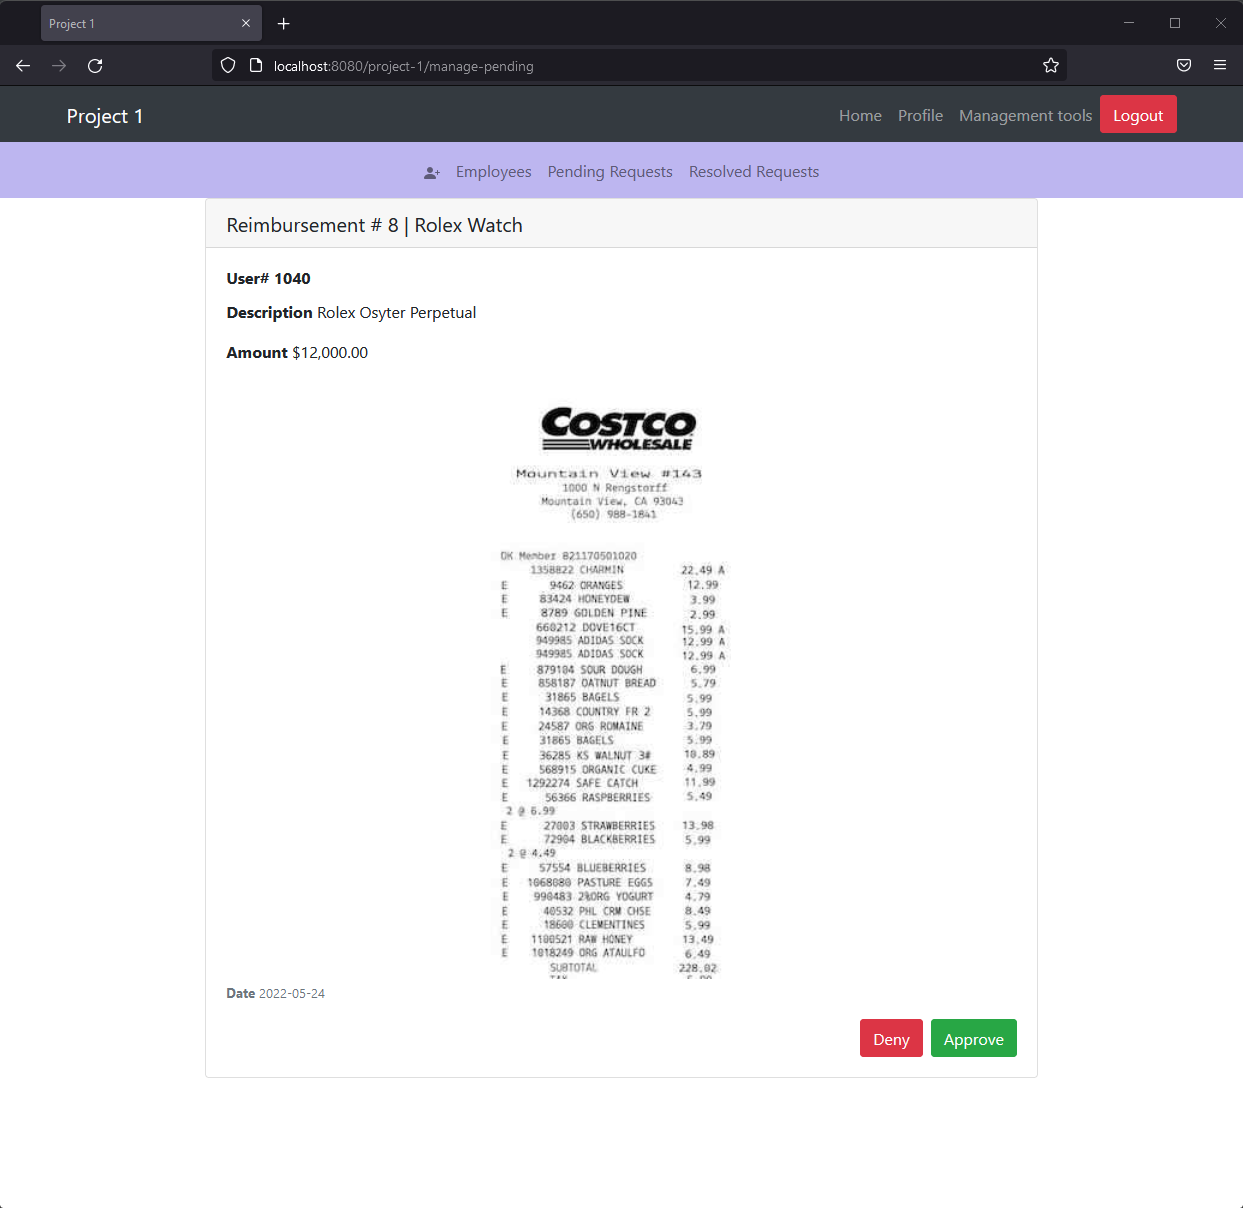 Project 1
localhost:8080/project-1/manage-pending
Project 1 Home Profile Management tools Logout
Employees Pending Requests Resolved Requests
Reimbursement # 8 | Rolex Watch
User# 1040
Description Rolex Osyter Perpetual
Amount $12,000.00
COSTCO
WHOLESALE
Mountain View #143
1000 N Rengstorff
Mountain View, CA 93043
(650) 988-1841
OK Member 821170501020
1358822 CHARMIN 22.49 A
E 9462 ORANGES 12.99
E 83424 HONEYDEW 3.99
E 8789 GOLDEN PINE 2.99
660212 DOVE16CT 15.99 A
949985 ADIDAS SOCK 12.99 A
949985 ADIDAS SOCK 12.99 A
E 879104 SOUR DOUGH 6.99
E 858187 OATNUT BREAD 5.79
E 31865 BAGELS 5.99
E 14368 COUNTRY FR 2 5.99
E 24587 ORG ROMAINE 3.79
E 31865 BAGELS 5.99
E 36285 KS WALNUT 3# 10.89
E 568915 ORGANIC CUKE 4.99
E 1292274 SAFE CATCH 11.99
E 56366 RASPBERRIES 5.49
2 @ 6.99
E 27003 STRAWBERRIES 13.98
E 72904 BLACKBERRIES 5.99
2 @ 4.49
E 57554 BLUEBERRIES 8.98
E 1068080 PASTURE EGGS 7.49
E 990483 2%ORG YOGURT 4.79
E 40532 PHL CRM CHSE 8.49
E 18600 CLEMENTINES 5.99
E 1100521 RAW HONEY 13.49
E 1018249 ORG ATAULFO 6.49
SUBTOTAL 228.02
Date 2022-05-24
Deny Approve